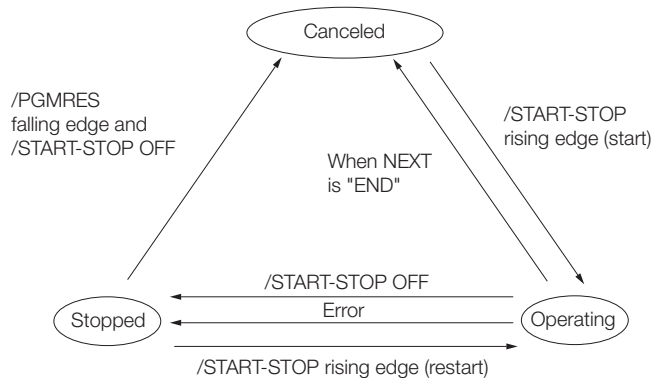 Canceled
/PGMRES
falling edge and
/START-STOP OFF
/START-STOP
rising edge (start)
When NEXT
is "END"
/START-STOP OFF
Stopped
Error
Operating
/START-STOP rising edge (restart)